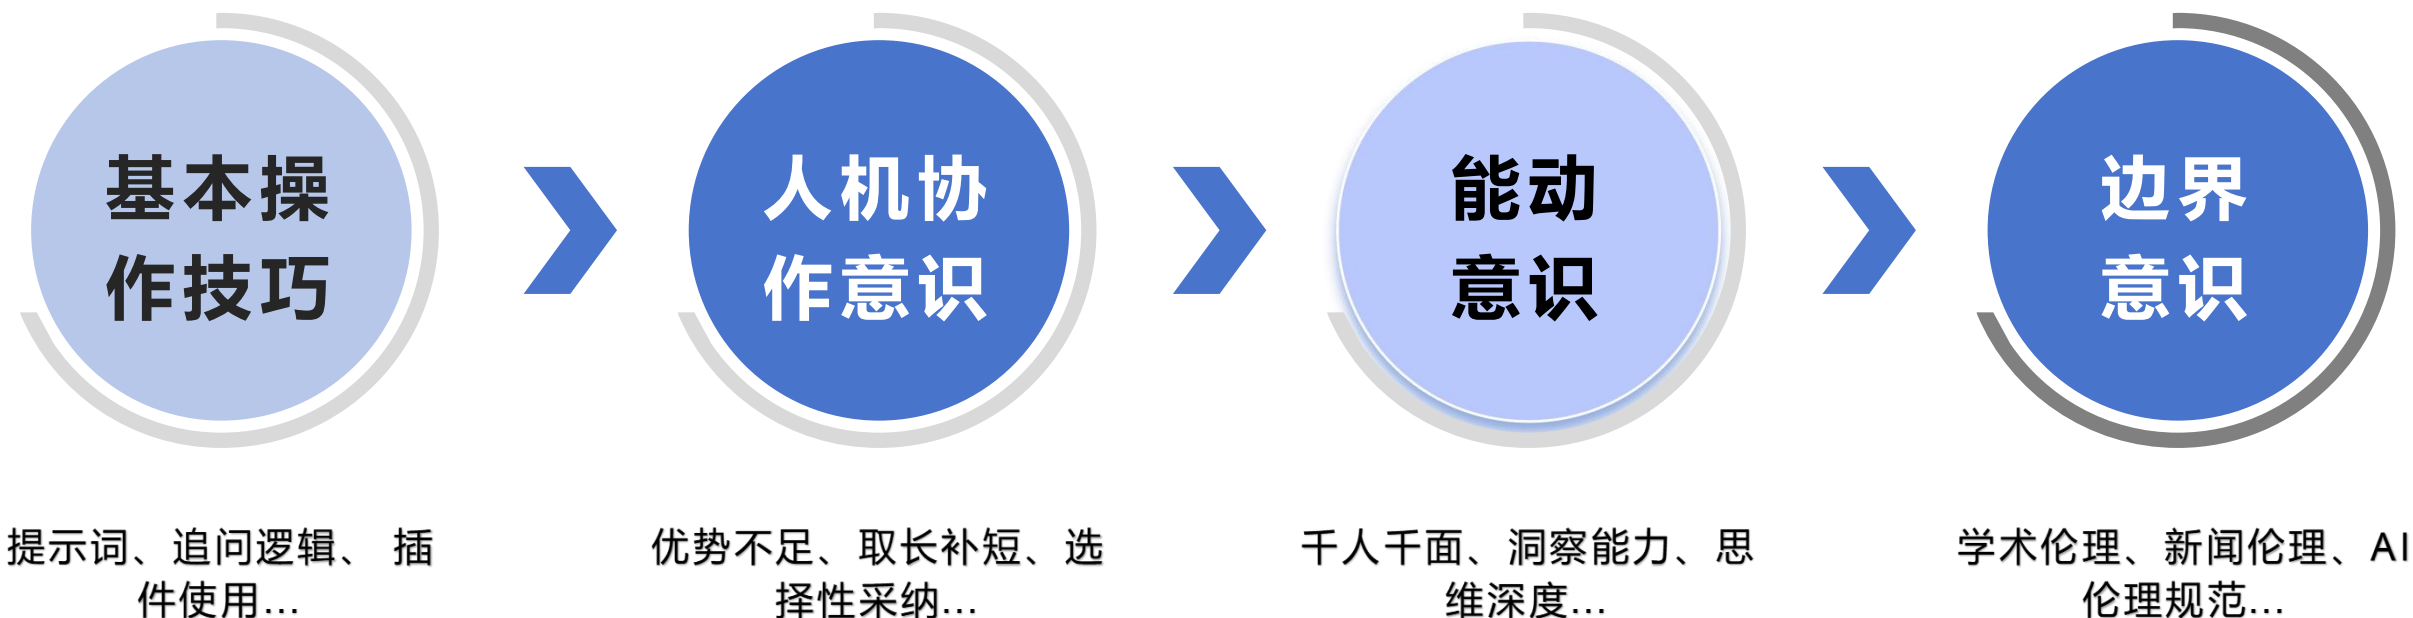 基本操
作技巧
人机协
作意识
能动
意识
边界
意识
提示词、追问逻辑、 插
件使用...
优势不足、取长补短、选
择性采纳...
千人千面、洞察能力、思
维深度...
学术伦理、新闻伦理、AI
伦理规范...